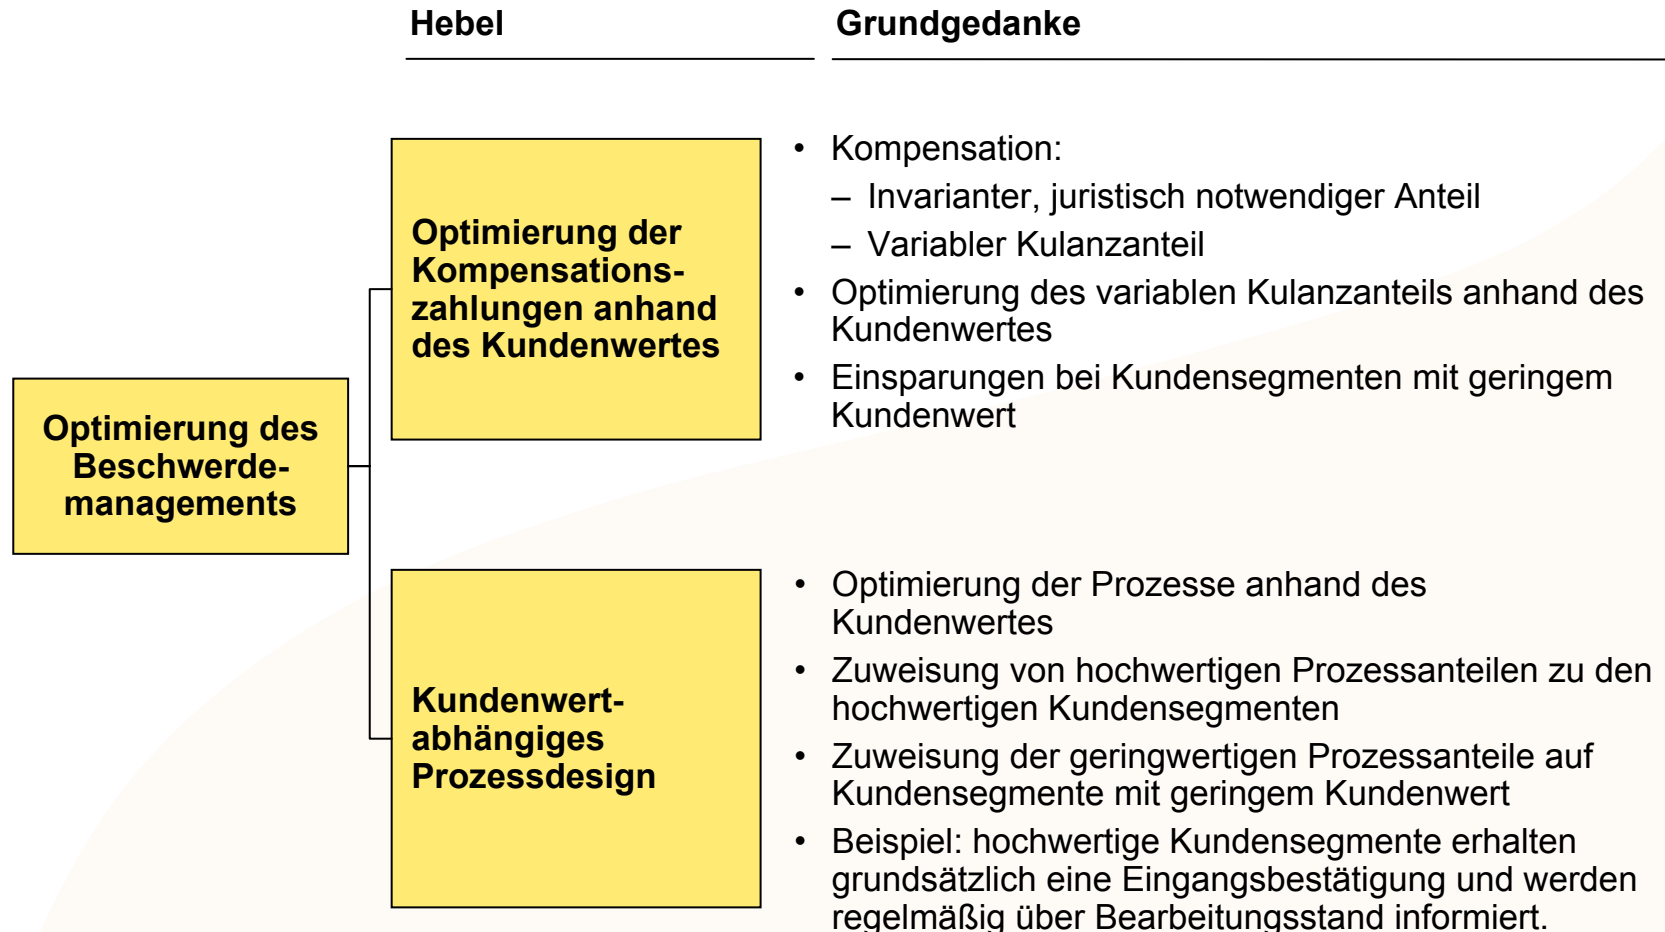 Hebel
Grundgedanke
Optimierung des
Beschwerde-
managements
Optimierung der
Kompensations-
zahlungen anhand
des Kundenwertes
• Kompensation:
– Invarianter, juristisch notwendiger Anteil
– Variabler Kulanzanteil
• Optimierung des variablen Kulanzanteils anhand des
Kundenwertes
• Einsparungen bei Kundensegmenten mit geringem
Kundenwert
Kundenwert-
abhängiges
Prozessdesign
• Optimierung der Prozesse anhand des
Kundenwertes
• Zuweisung von hochwertigen Prozessanteilen zu den
hochwertigen Kundensegmenten
• Zuweisung der geringwertigen Prozessanteile auf
Kundensegmente mit geringem Kundenwert
• Beispiel: hochwertige Kundensegmente erhalten
grundsätzlich eine Eingangsbestätigung und werden
regelmäßig über Bearbeitungsstand informiert.